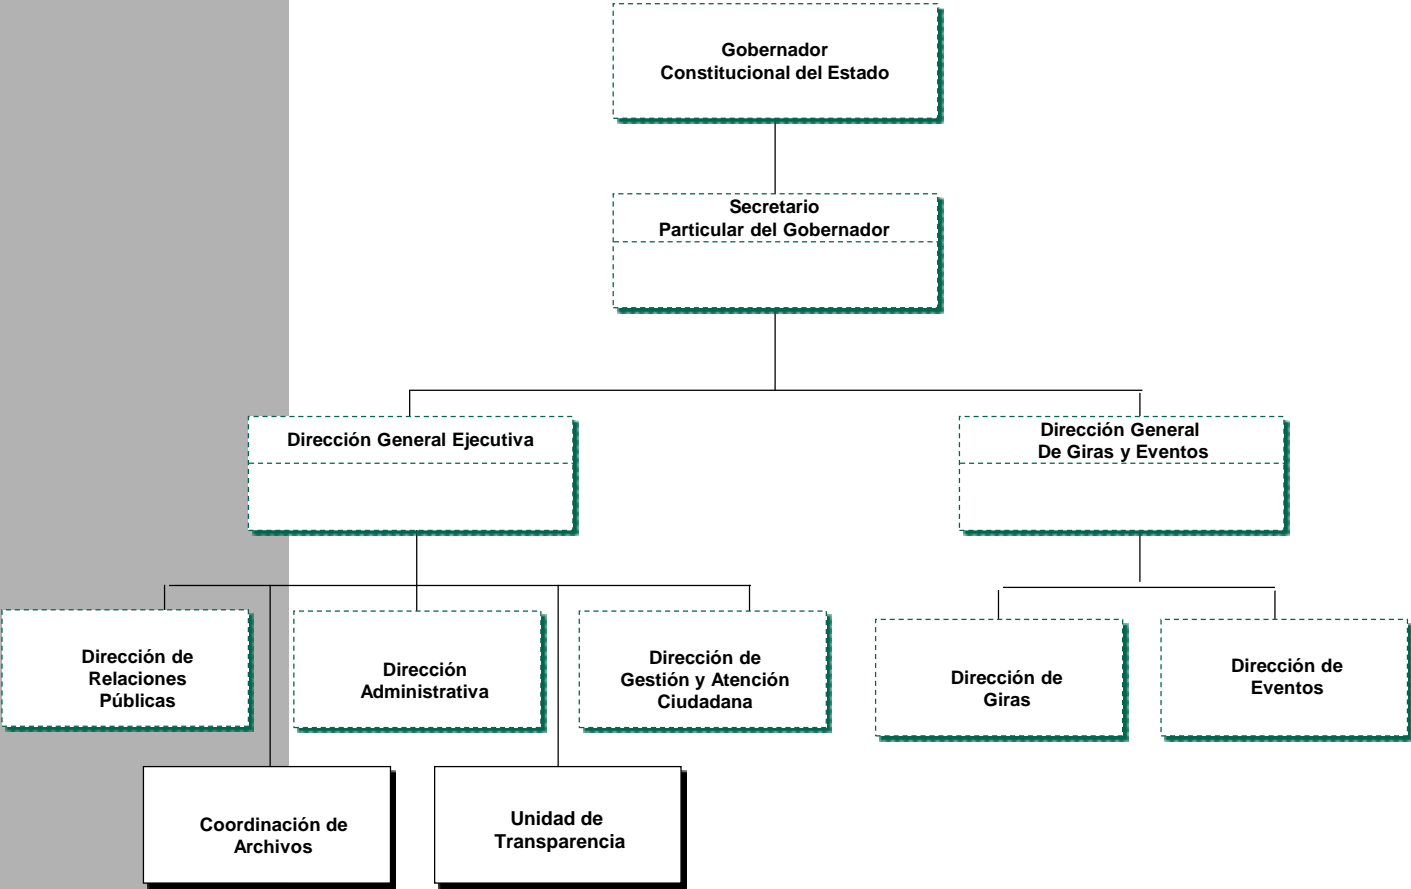 Gobernador
Constitucional del Estado
Secretario
Particular del Gobernador
Dirección General Ejecutiva
Dirección General
De Giras y Eventos
Dirección de
Relaciones
Públicas
Dirección
Administrativa
Dirección de
Gestión y Atención
Ciudadana
Dirección de
Giras
Dirección de
Eventos
Coordinación de
Archivos
Unidad de
Transparencia